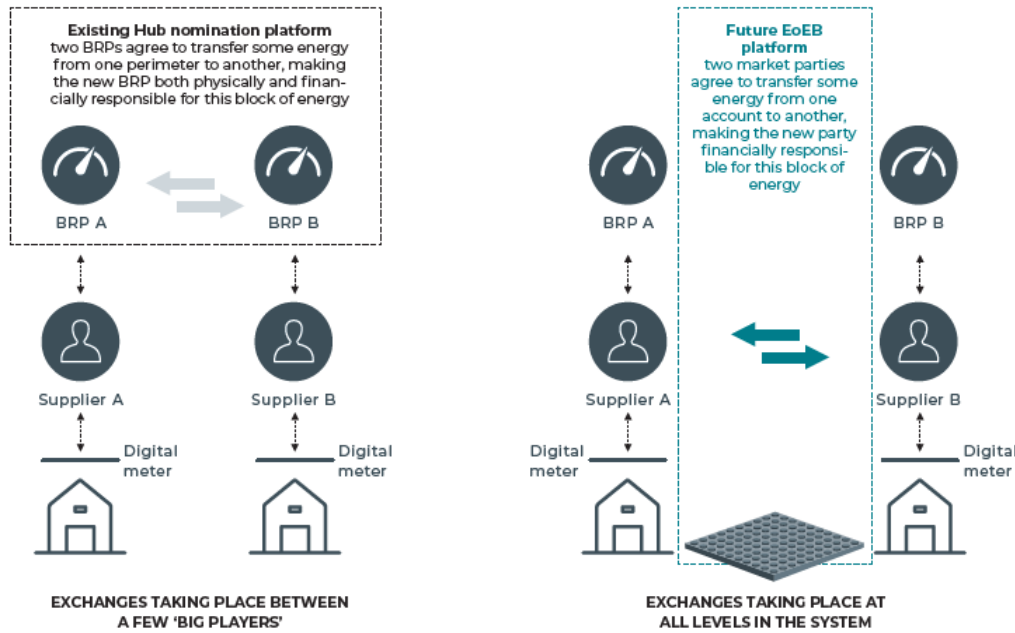 Existing Hub nomination platform
two BRPs agree to transfer some energy
from one perimeter to another, making
the new BRP both physically and finan-
cially responsible for this block of energy
BRP A
BRP B
Supplier A
Supplier B
Digital
meter
Digital
meter
EXCHANGES TAKING PLACE BETWEEN
A FEW ‘BIG PLAYERS’
Future EoEB
platform
two market parties
agree to transfer some
energy from one
account to another,
making the new party
financially responsi-
ble for this block of
energy
BRP A
BRP B
Supplier A
Supplier B
Digital
meter
Digital
meter
EXCHANGES TAKING PLACE AT
ALL LEVELS IN THE SYSTEM